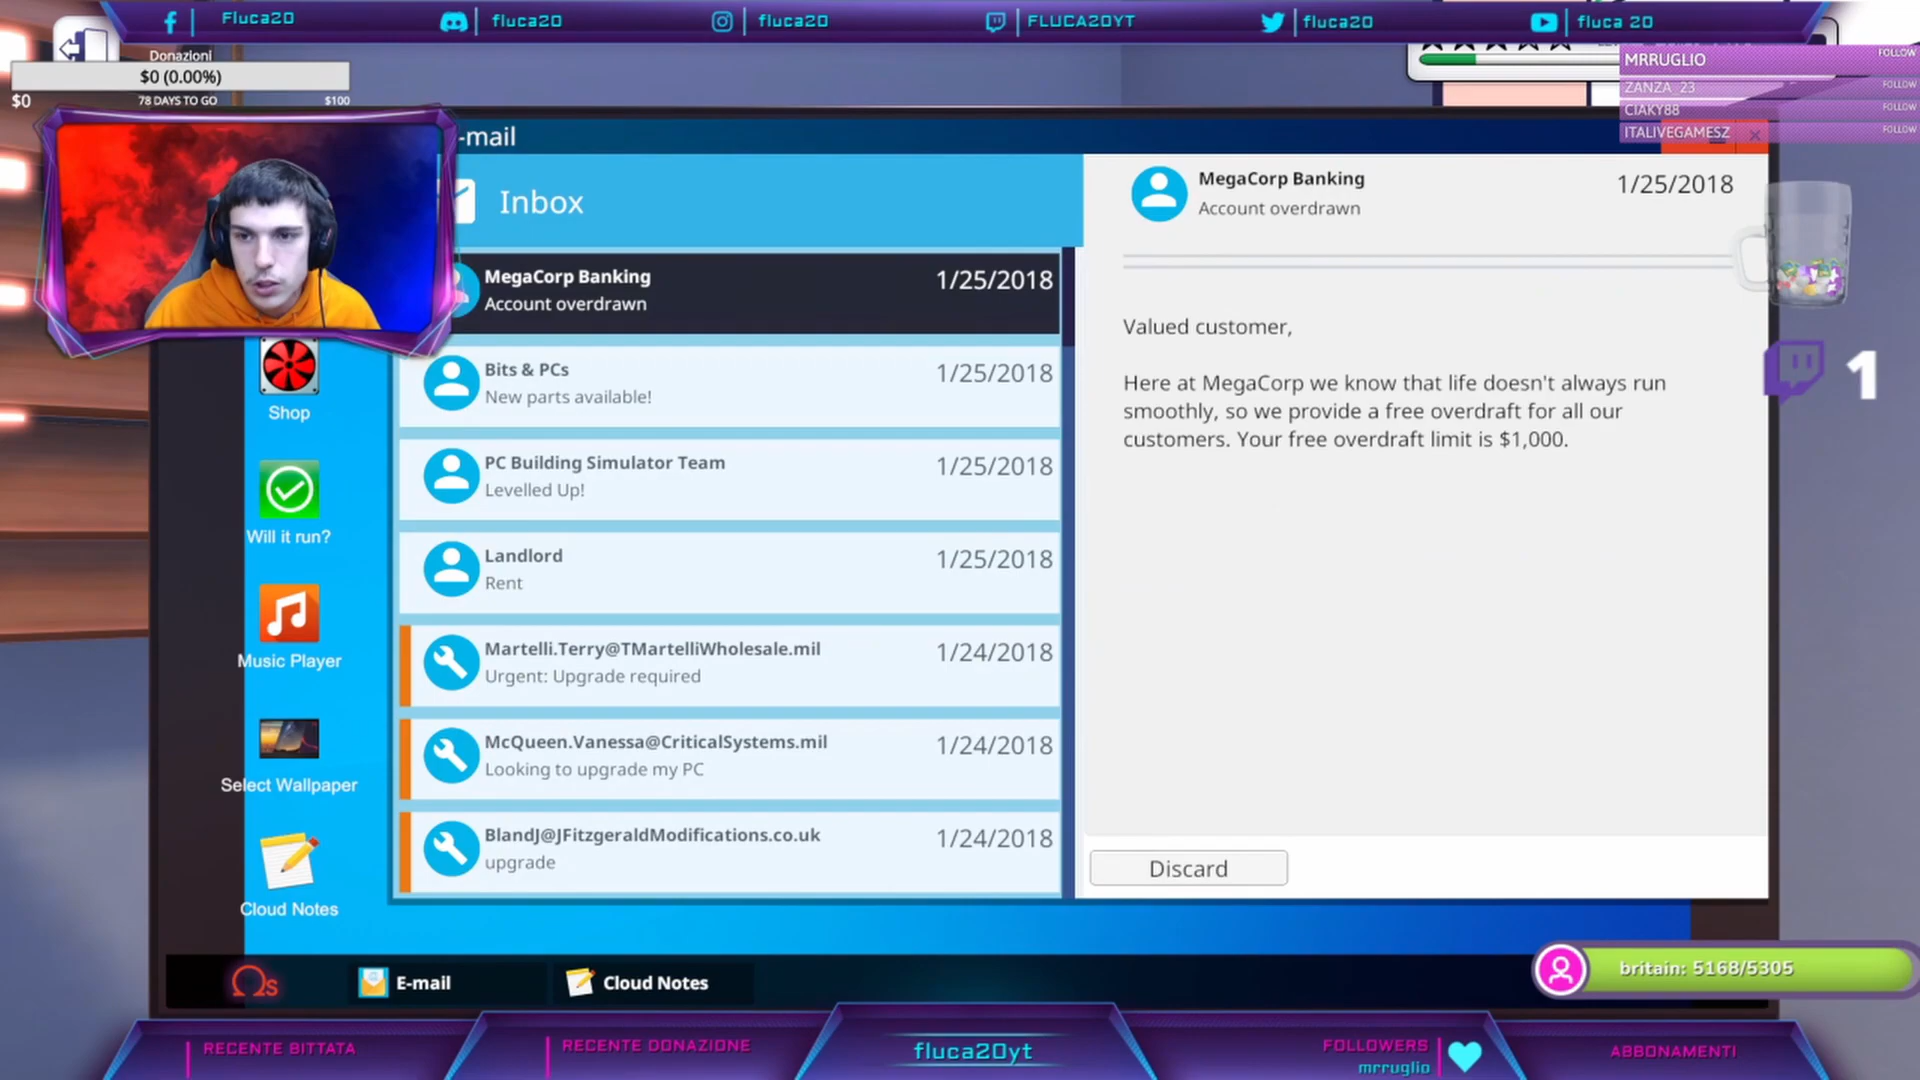 Fluca20
fluca20
fluca20
FLUCA20YT
fluca20
fluca 20
Donazioni
$0 (0.00%)
$0
78 DAYS TO GO
$100
MRRUGLIO
FOLLOW
ZANZA_23
FOLLOW
CIAKY88
FOLLOW
ITALIVEGAMESZ
FOLLOW
-mail
Inbox
MegaCorp Banking
1/25/2018
Account overdrawn
Bits & PCs
1/25/2018
New parts available!
PC Building Simulator Team
1/25/2018
Levelled Up!
Landlord
1/25/2018
Rent
Martelli.Terry@TMartelliWholesale.mil
1/24/2018
Urgent: Upgrade required
McQueen.Vanessa@CriticalSystems.mil
1/24/2018
Looking to upgrade my PC
BlandJ@JFitzgeraldModifications.co.uk
1/24/2018
upgrade
MegaCorp Banking
1/25/2018
Account overdrawn
Valued customer,
Here at MegaCorp we know that life doesn't always run
smoothly, so we provide a free overdraft for all our
customers. Your free overdraft limit is $1,000.
Discard
1
Shop
Will it run?
Music Player
Select Wallpaper
Cloud Notes
Ωs
E-mail
Cloud Notes
britain: 5168/5305
RECENTE BITTATA
RECENTE DONAZIONE
fluca20yt
FOLLOWERS
mrruglio
ABBONAMENTI